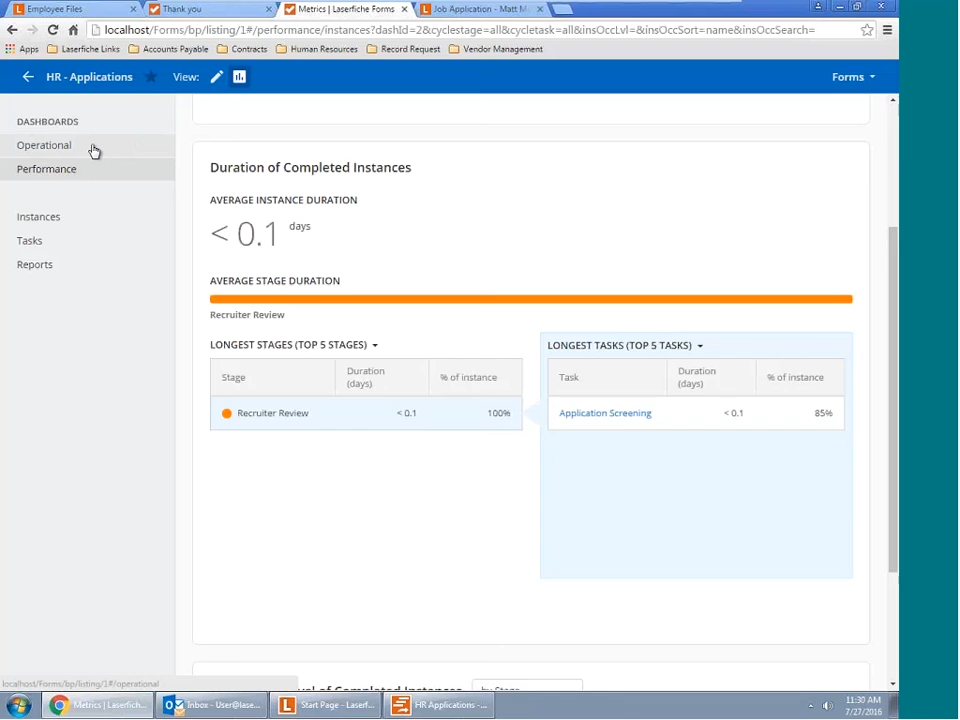 Employee Files
Thank you
Metrics | Laserfiche Forms
Job Application - Matt M
localhost/Forms/bp/listing/1#/performance/instances?dashId=2&cyclestage=all&cycletask=all&insOccLvl=&insOccSort=name&insOccSearch=
Apps
Laserfiche Links
Accounts Payable
Contracts
Human Resources
Record Request
Vendor Management
HR - Applications
View:
Forms
DASHBOARDS
Operational
Performance
Instances
Tasks
Reports
Duration of Completed Instances
AVERAGE INSTANCE DURATION
< 0.1 days
AVERAGE STAGE DURATION
Recruiter Review
LONGEST STAGES (TOP 5 STAGES)
Stage Duration (days) % of instance
Recruiter Review < 0.1 100%
LONGEST TASKS (TOP 5 TASKS)
Task Duration (days) % of instance
Application Screening < 0.1 85%
of Completed Instances by Stage
localhost/Forms/bp/listing/1#/operational
Metrics | Laserfich...
Inbox - User@lase...
Start Page - Laserf...
HR Applications -...
11:30 AM
7/27/2016